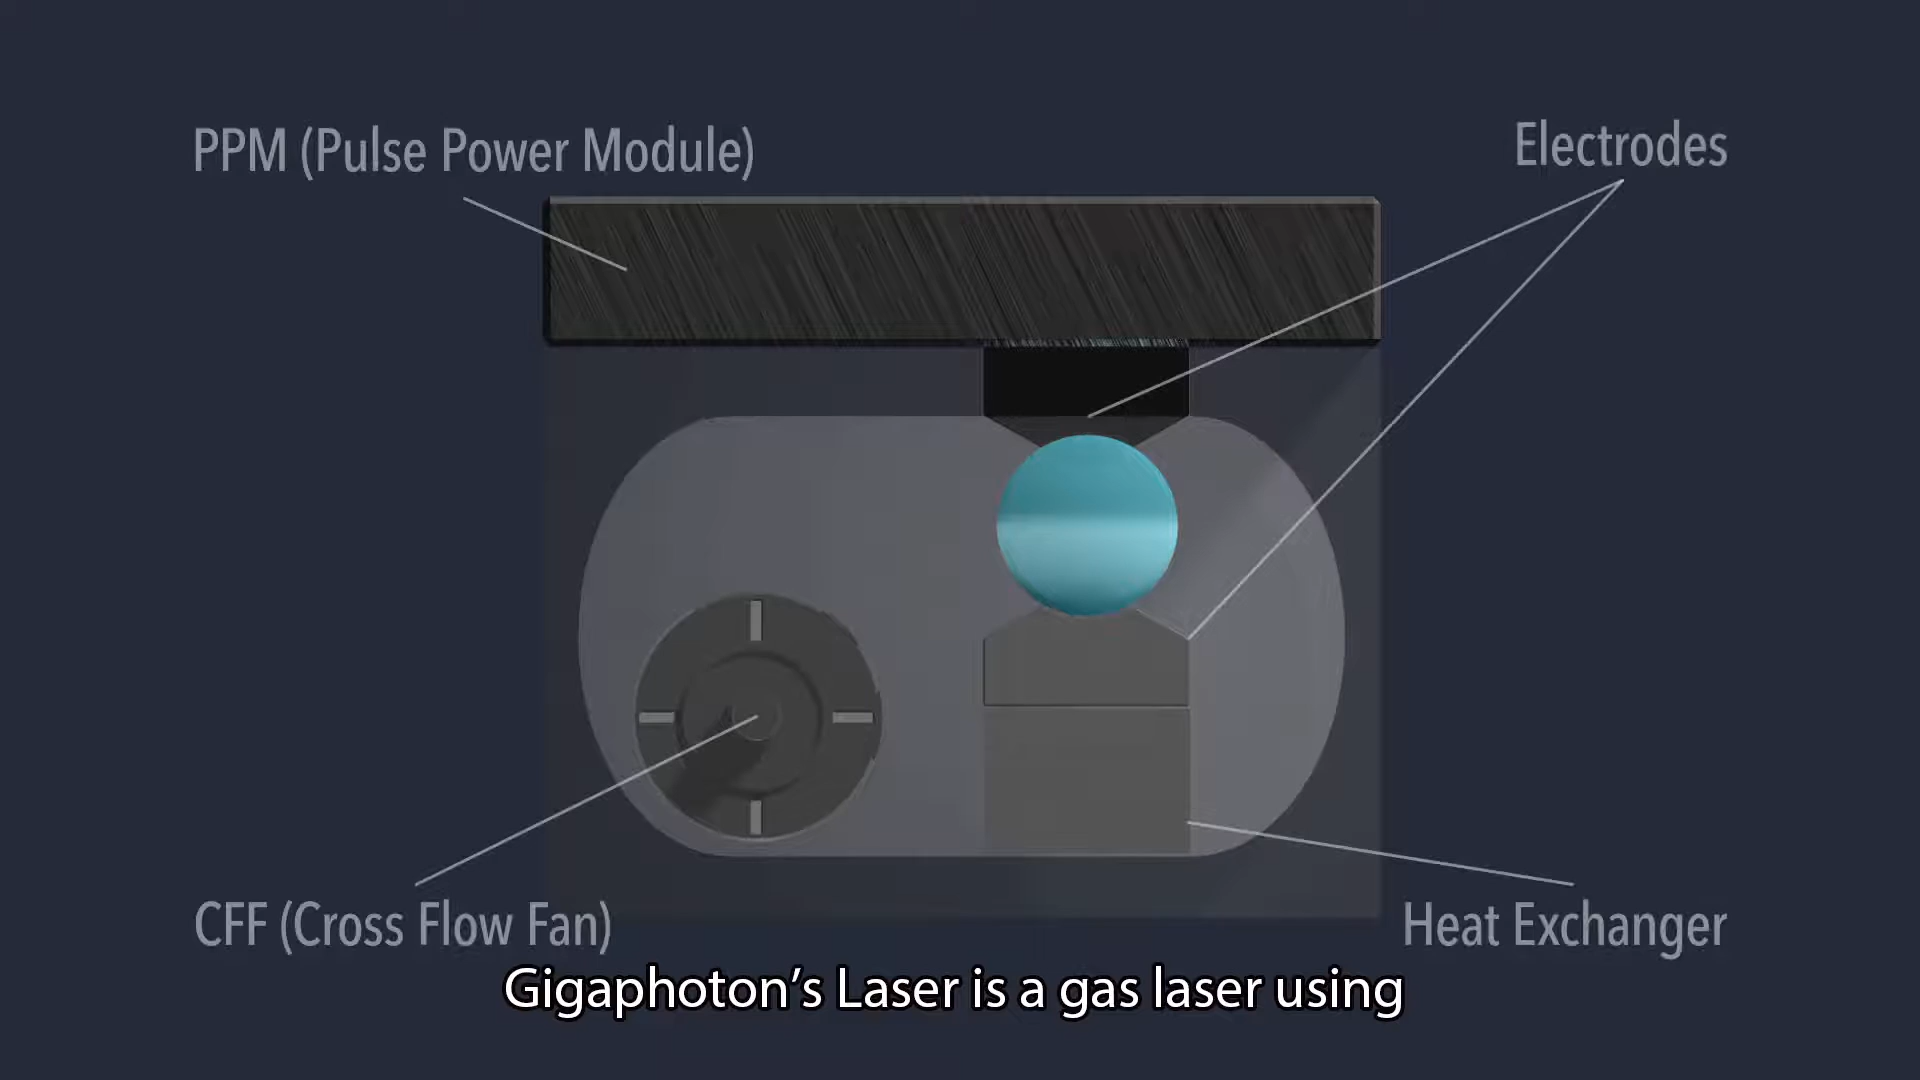 PPM (Pulse Power Module)
Electrodes
CFF (Cross Flow Fan)
Heat Exchanger
Gigaphoton’s Laser is a gas laser using